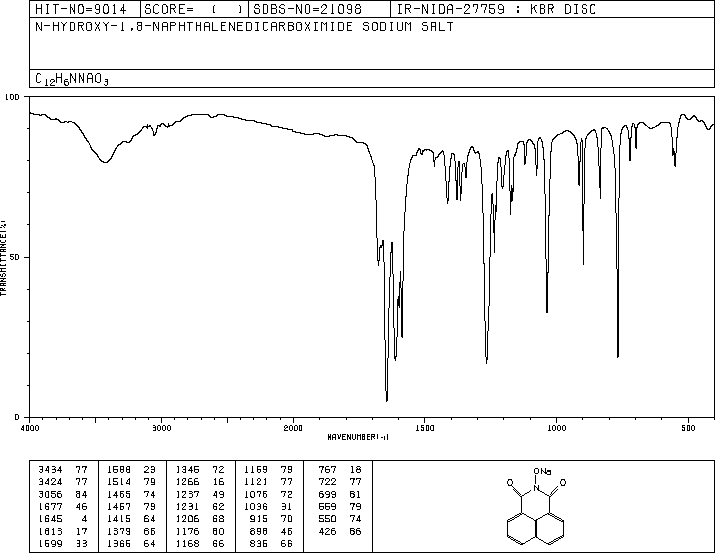 HIT-NO=9014 SCORE= ( ) SDBS-NO=21098 IR-NIDA-27759 : KBR DISC
N-HYDROXY-1,8-NAPHTHALENEDICARBOXIMIDE SODIUM SALT
C12H6NNAO3
100
50
0
TRANSMITTANCE(%)
4000 3000 2000 1500 1000 500
WAVENUMBER(-1)
3434 77 1588 23 1346 72 1159 79 767 18
3424 77 1514 79 1266 16 1121 77 722 77
3056 84 1465 74 1237 49 1076 72 699 81
1677 46 1457 79 1231 62 1036 31 559 79
1645 4 1415 64 1206 68 915 70 550 74
1613 17 1379 66 1176 60 898 46 426 86
1599 33 1366 64 1168 66 836 66
ONa
O N O